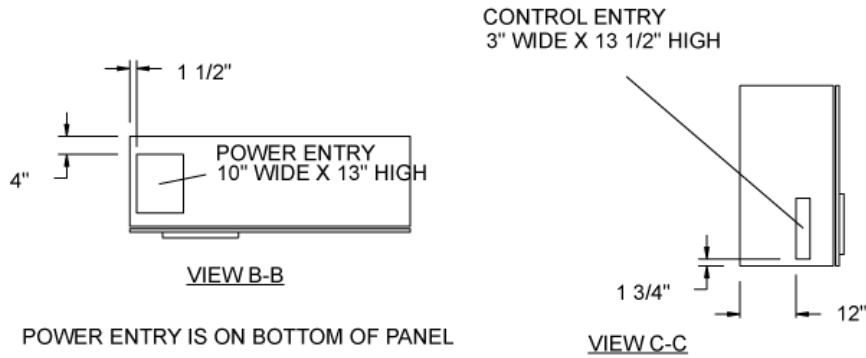 CONTROL ENTRY
3" WIDE X 13 1/2" HIGH
1 1/2"
POWER ENTRY
10" WIDE X 13" HIGH
4"
VIEW B-B
1 3/4"
12"
POWER ENTRY IS ON BOTTOM OF PANEL
VIEW C-C